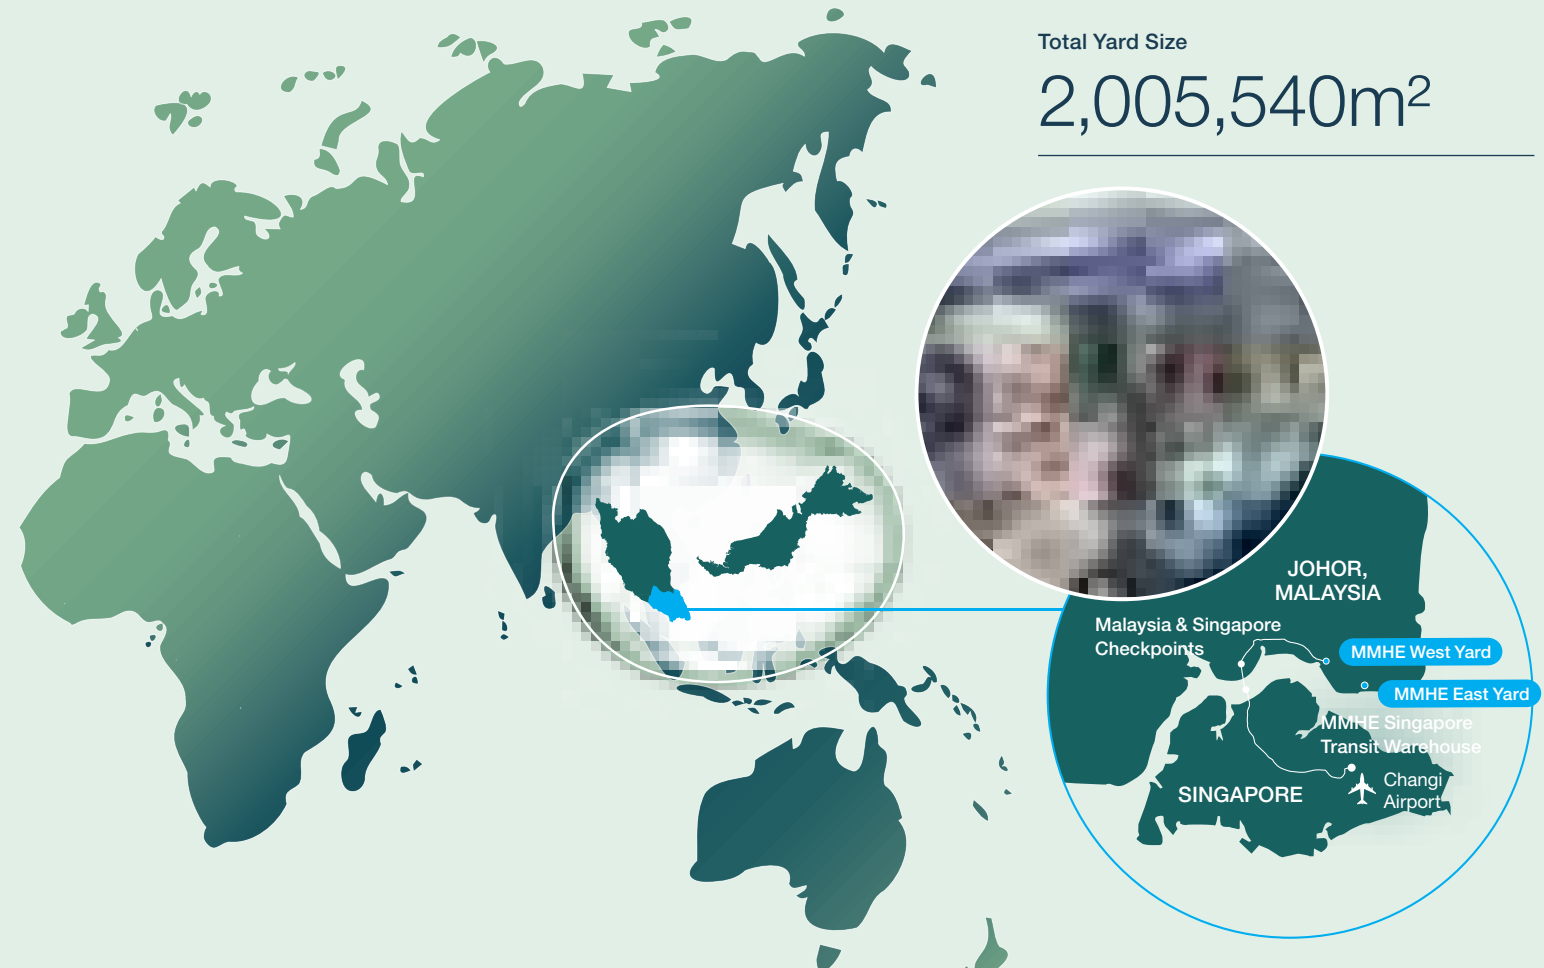 Total Yard Size
2,005,540m²
JOHOR,
MALAYSIA
Malaysia & Singapore
Checkpoints
MMHE West Yard
MMHE East Yard
MMHE Singapore
Transit Warehouse
SINGAPORE
Changi
Airport